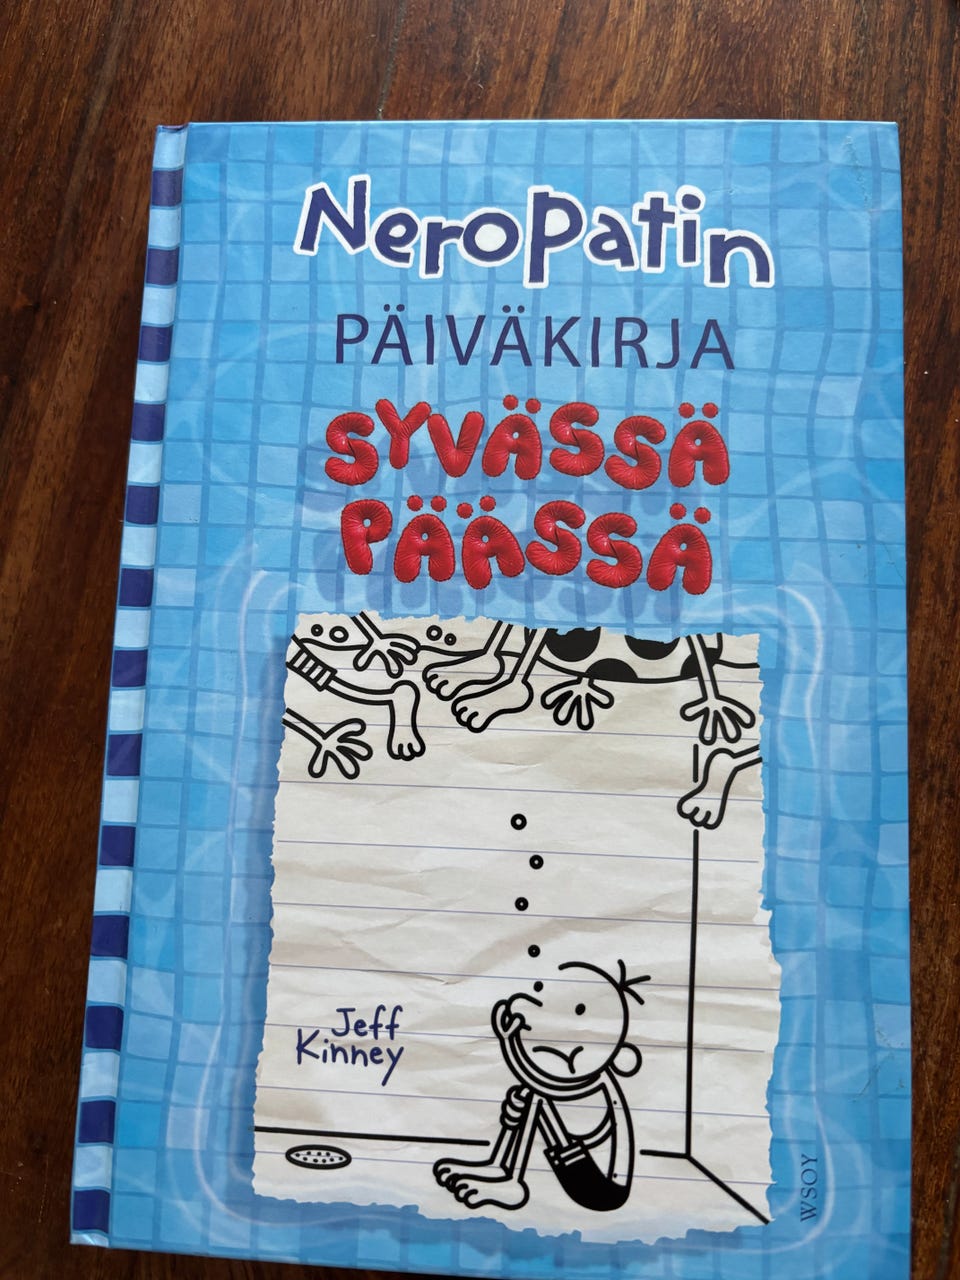 Neropatin
PÄIVÄKIRJA
SYVÄSSÄ
PÄÄSSÄ
Jeff
Kinney
WSOY